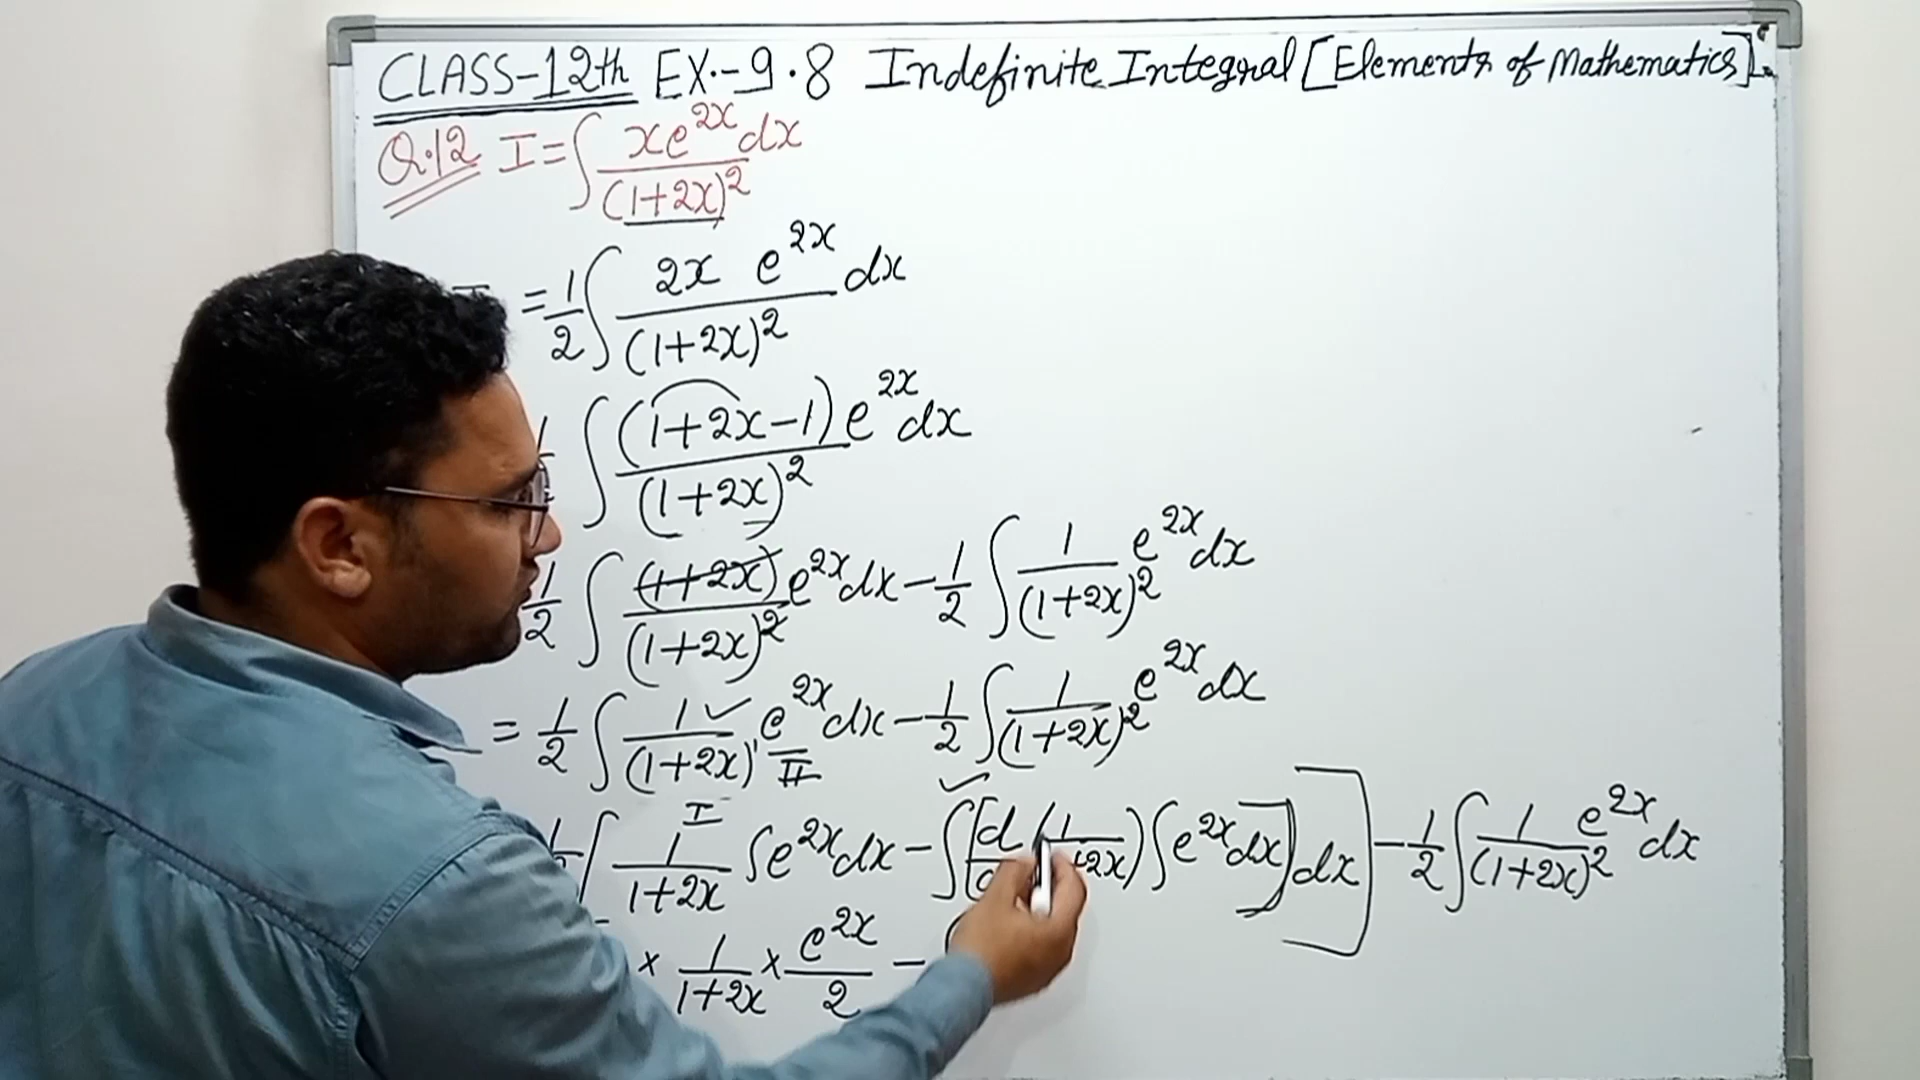 CLASS-12th EX.-9.8 Indefinite Integral [Elements of Mathematics]
Q.12 I = ∫ xe^{2x}dx / (1+2x)^2
= 1/2 ∫ 2x e^{2x} / (1+2x)^2 dx
∫ (1+2x-1)e^{2x} / (1+2x)^2 dx
1/2 ∫ (1+2x)e^{2x} / (1+2x)^2 dx - 1/2 ∫ 1/(1+2x)^2 e^{2x}dx
= 1/2 ∫ 1/(1+2x)^1 e^{2x}dx - 1/2 ∫ 1/(1+2x)^2 e^{2x}dx
I II
[1/(1+2x) ∫e^{2x}dx - ∫[d (1/+2x) ∫e^{2x}dx]dx] - 1/2 ∫ 1/(1+2x)^2 e^{2x}dx
× 1/(1+2x) × e^{2x}/2 -